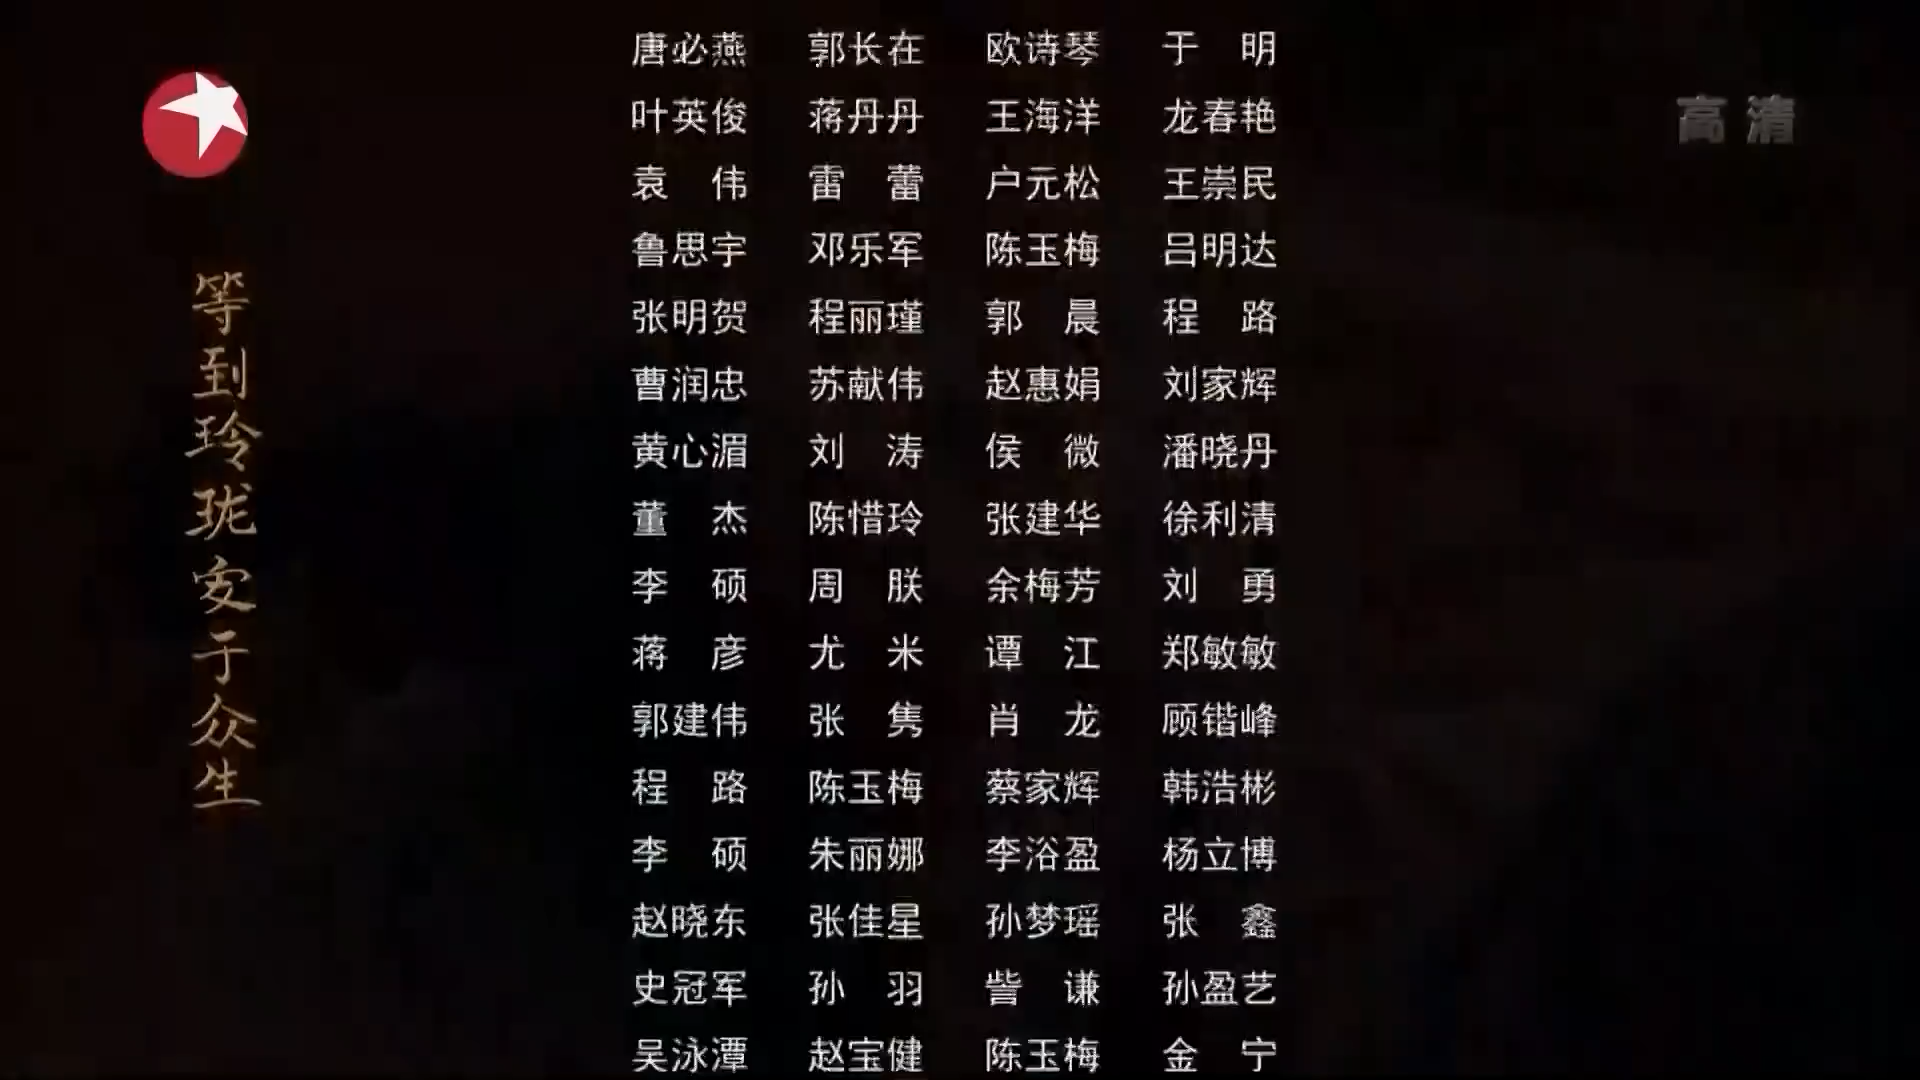 唐必燕 郭长在 欧诗琴 于明
叶英俊 蒋丹丹 王海洋 龙春艳
袁伟 雷蕾 户元松 王崇民
鲁思宇 邓乐军 陈玉梅 吕明达
张明贺 程丽瑾 郭晨 程路
曹润忠 苏献伟 赵惠娟 刘家辉
黄心湄 刘涛 侯微 潘晓丹
董杰 陈惜玲 张建华 徐利清
李硕 周朕 余梅芳 刘勇
蒋彦 尤米 谭江 郑敏敏
郭建伟 张隽 肖龙 顾锴峰
程路 陈玉梅 蔡家辉 韩浩彬
李硕 朱丽娜 李浴盈 杨立博
赵晓东 张佳星 孙梦瑶 张鑫
史冠军 孙羽 訾谦 孙盈艺
吴泳潭 赵宝健 陈玉梅 金宁
等到玲珑安于众生
高清